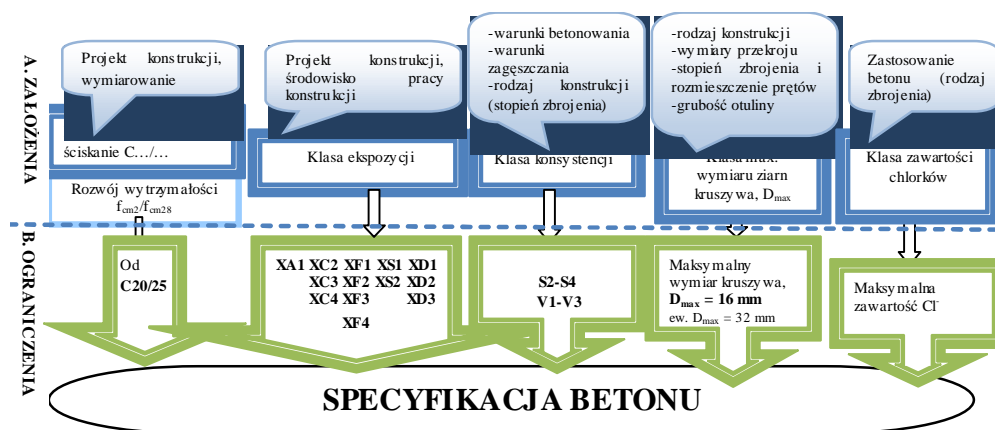 A. ZAŁOŻENIA
Projekt konstrukcji,
wymiarowanie
ściskanie C…/…
Rozwój wytrzymałości
fcm2/fcm28
Projekt konstrukcji,
środowisko pracy
konstrukcji
Klasa ekspozycji
-warunki betonowania
-warunki
zagęszczania
-rodzaj konstrukcji
(stopień zbrojenia)
Klasa konsystencji
-rodzaj konstrukcji
-wymiary przekroju
-stopień zbrojenia i
rozmieszczenie prętów
-grubość otuliny
Klasa max.
wymiaru ziarn
kruszywa, Dmax
Zastosowanie
betonu (rodzaj
zbrojenia)
Klasa zawartości
chlorków
B. OGRANICZENIA
Od
C20/25
XA1 XC2 XF1 XS1 XD1
XC3 XF2 XS2 XD2
XC4 XF3 XD3
XF4
S2-S4
V1-V3
Maksymalny
wymiar kruszywa,
Dmax = 16 mm
ew. Dmax = 32 mm
Maksymalna
zawartość Cl-
SPECYFIKACJA BETONU